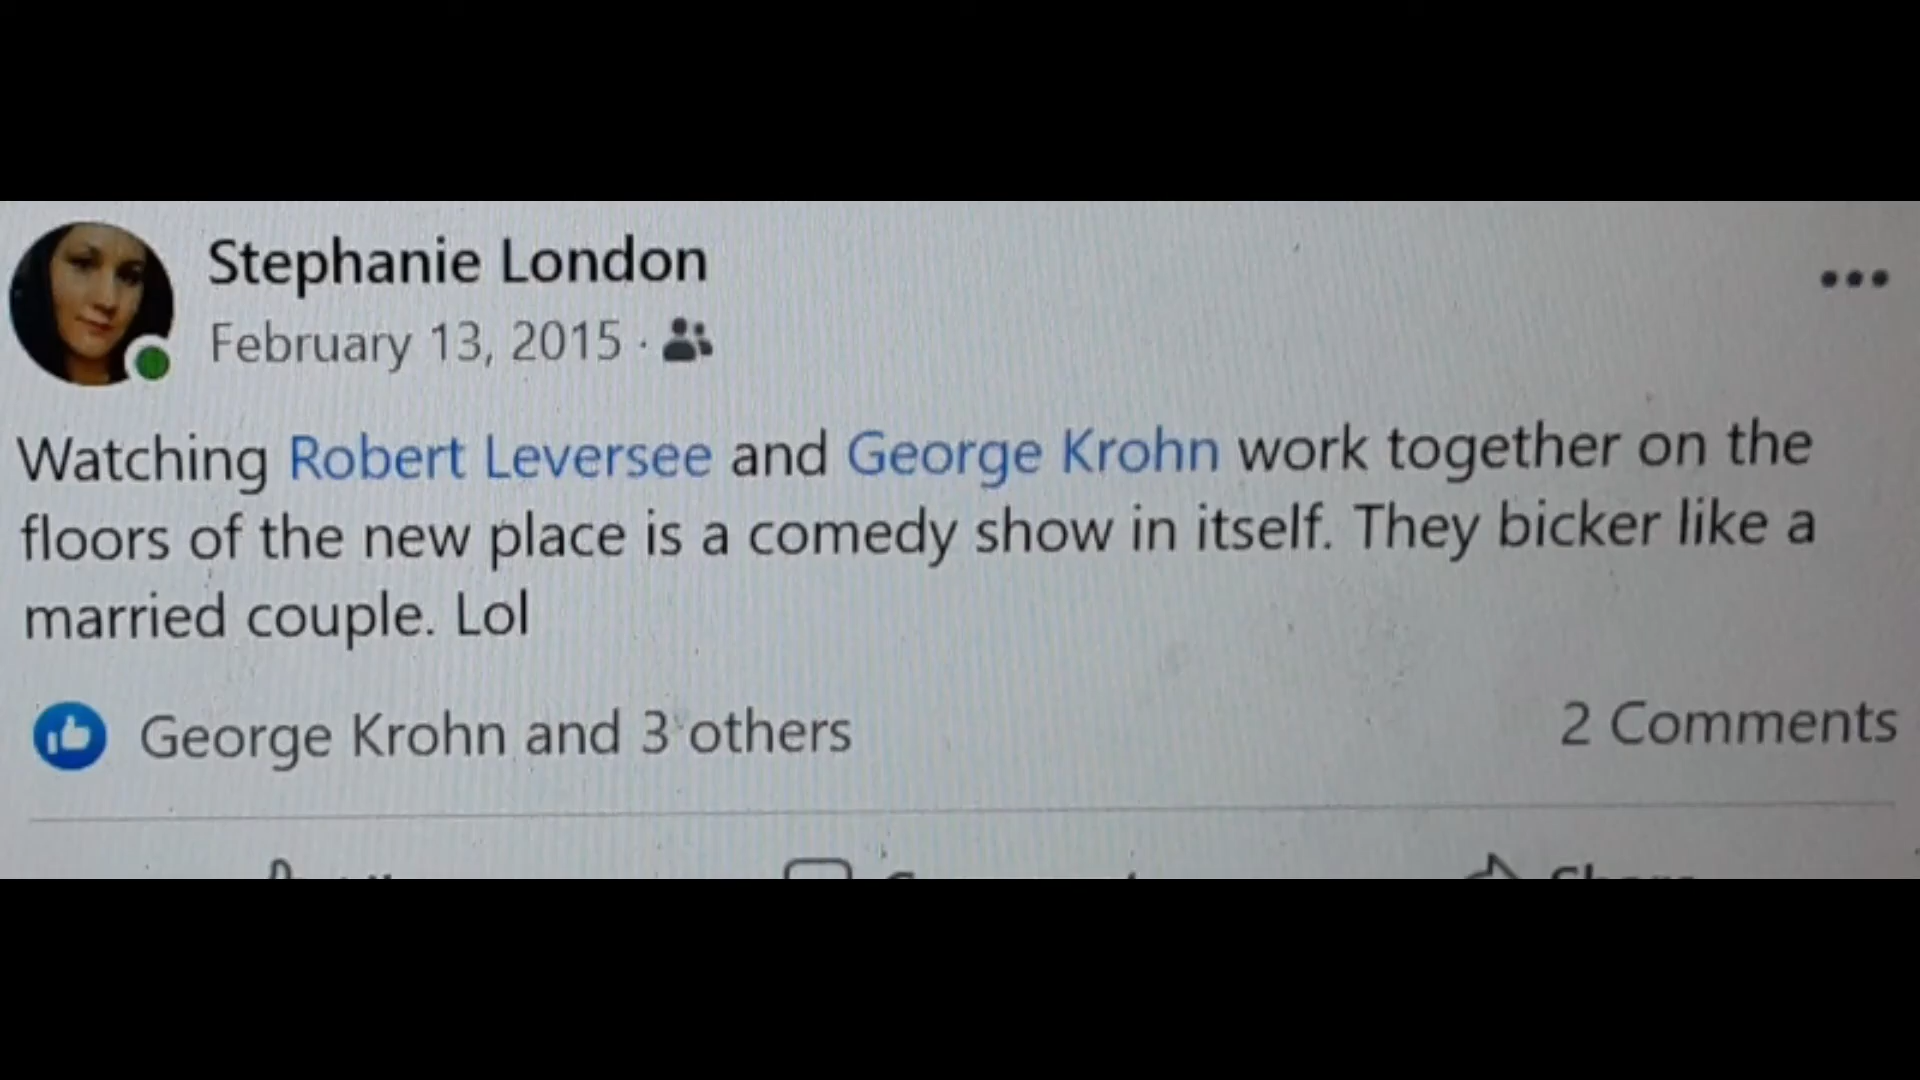 Stephanie London
February 13, 2015 ·
Watching Robert Leversee and George Krohn work together on the
floors of the new place is a comedy show in itself. They bicker like a
married couple. Lol
George Krohn and 3 others
2 Comments